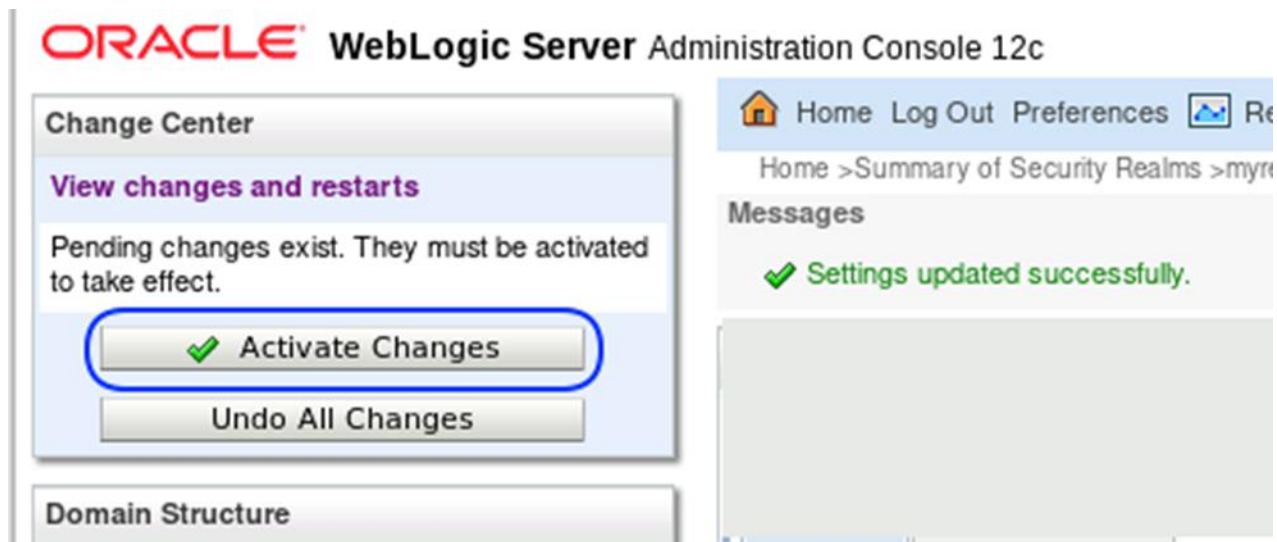 ORACLE WebLogic Server Administration Console 12c
Change Center
View changes and restarts
Pending changes exist. They must be activated
to take effect.
Activate Changes
Undo All Changes
Domain Structure
Home Log Out Preferences Re
Home >Summary of Security Realms >myre
Messages
Settings updated successfully.